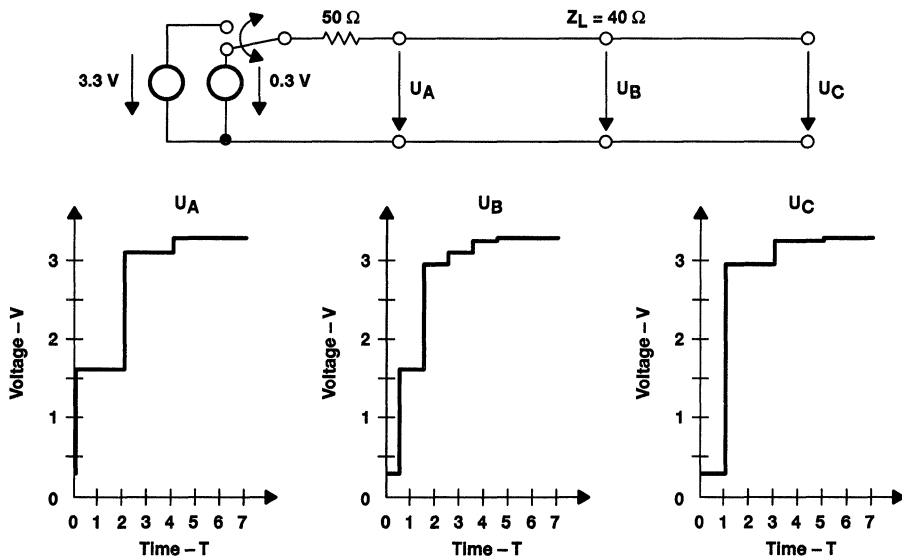 50 Ω
Z_L = 40 Ω
3.3 V
0.3 V
U_A
U_B
U_C
U_A
Voltage – V
3
2
1
0
0 1 2 3 4 5 6 7
Time – T
U_B
Voltage – V
3
2
1
0
0 1 2 3 4 5 6 7
Time – T
U_C
Voltage – V
3
2
1
0
0 1 2 3 4 5 6 7
Time – T